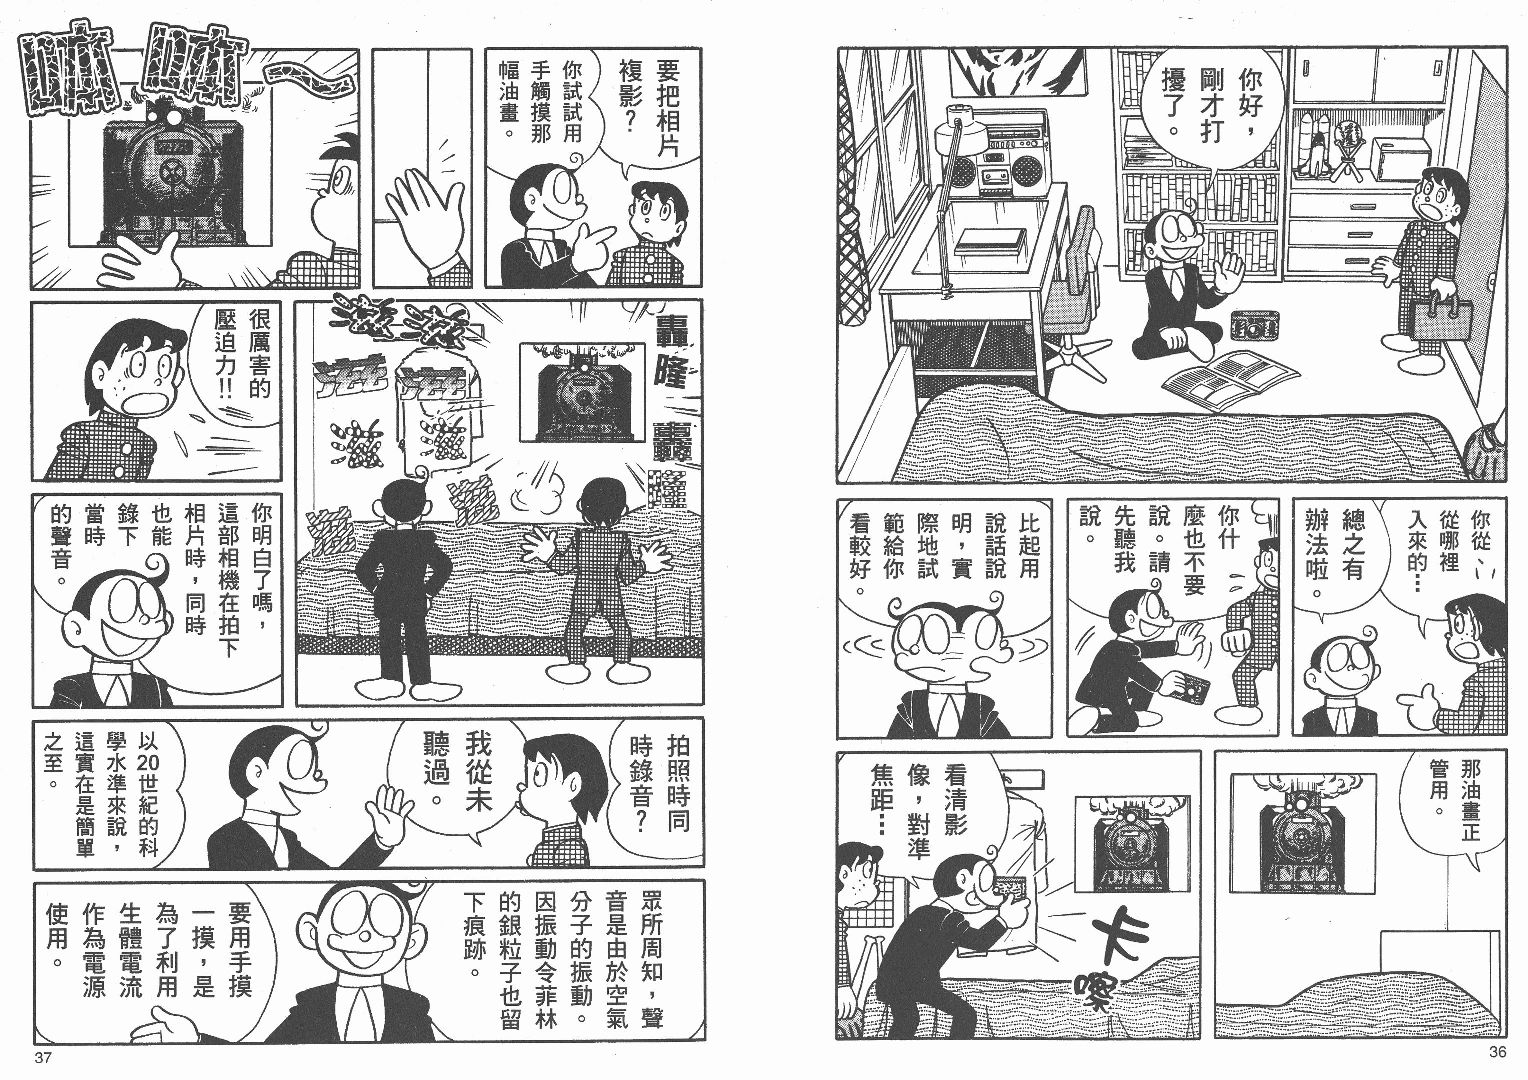 你好，
剛才打
擾了。
你從、
從哪裡
入來的…
總之有
辦法啦。
你什
麼也不要
說。請
先聽我
說。
比起用
說話說
明，實
際地試
範給你
看較好。
那油畫正
管用。
看清影
像，對準
焦距…
卡
嚓
36
要把相片
複影？
你試試用
手觸摸那
幅油畫。
轟隆
轟隆
很厲害的
壓迫力!!
你明白了嗎，
這部相機在拍下
相片時，同時
也能
錄下
當時
的聲音。
拍照時同
時錄音？
我從未
聽過。
以20世紀的科
學水準來說，
這實在是簡單
之至。
眾所周知，聲
音是由於空氣
分子的振動。
因振動令菲林
的銀粒子也留
下痕跡。
要用手摸
一摸，是
為了利用
生體電流
作為電源
使用。
37